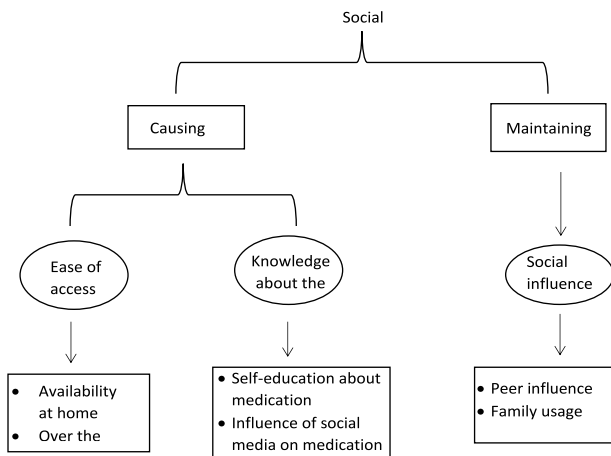 Social
Causing
Maintaining
Ease of
access
Knowledge
about the
Social
influence
• Availability
at home
• Over the
• Self-education about
medication
• Influence of social
media on medication
• Peer influence
• Family usage